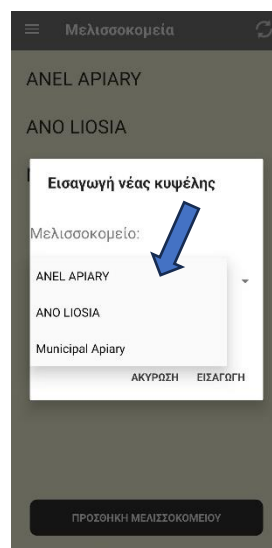 Μελισσοκομεία
ANEL APIARY
ANO LIOSIA
Εισαγωγή νέας κυψέλης
Μελισσοκομείο:
ANEL APIARY
ANO LIOSIA
Municipal Apiary
ΑΚΥΡΩΣΗ ΕΙΣΑΓΩΓΗ
ΠΡΟΣΘΗΚΗ ΜΕΛΙΣΣΟΚΟΜΕΙΟΥ